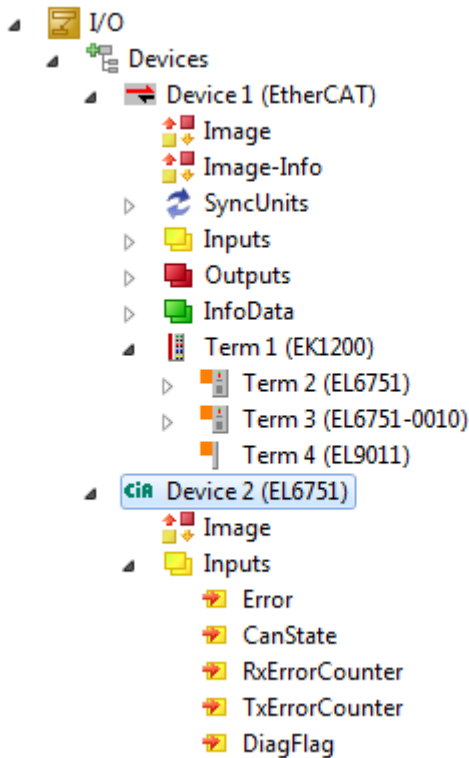 I/O
Devices
Device 1 (EtherCAT)
Image
Image-Info
SyncUnits
Inputs
Outputs
InfoData
Term 1 (EK1200)
Term 2 (EL6751)
Term 3 (EL6751-0010)
Term 4 (EL9011)
CiA Device 2 (EL6751)
Image
Inputs
Error
CanState
RxErrorCounter
TxErrorCounter
DiagFlag